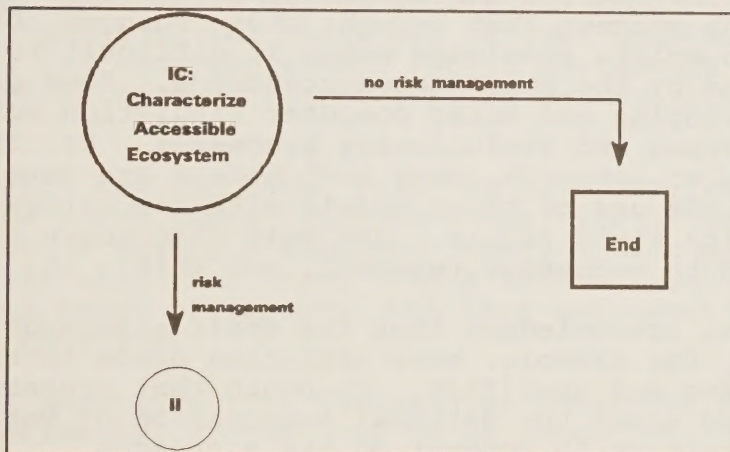 IC:
Characterize
Accessible
Ecosystem
no risk management
End
risk
management
II